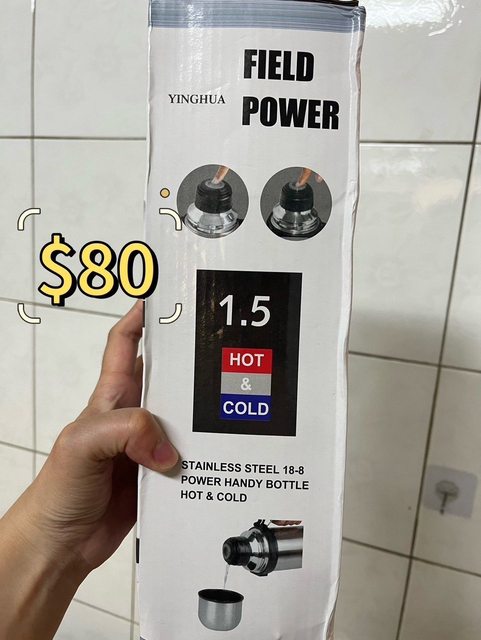 FIELD
YINGHUA
POWER
$80
1.5
HOT
&
COLD
STAINLESS STEEL 18-8
POWER HANDY BOTTLE
HOT & COLD